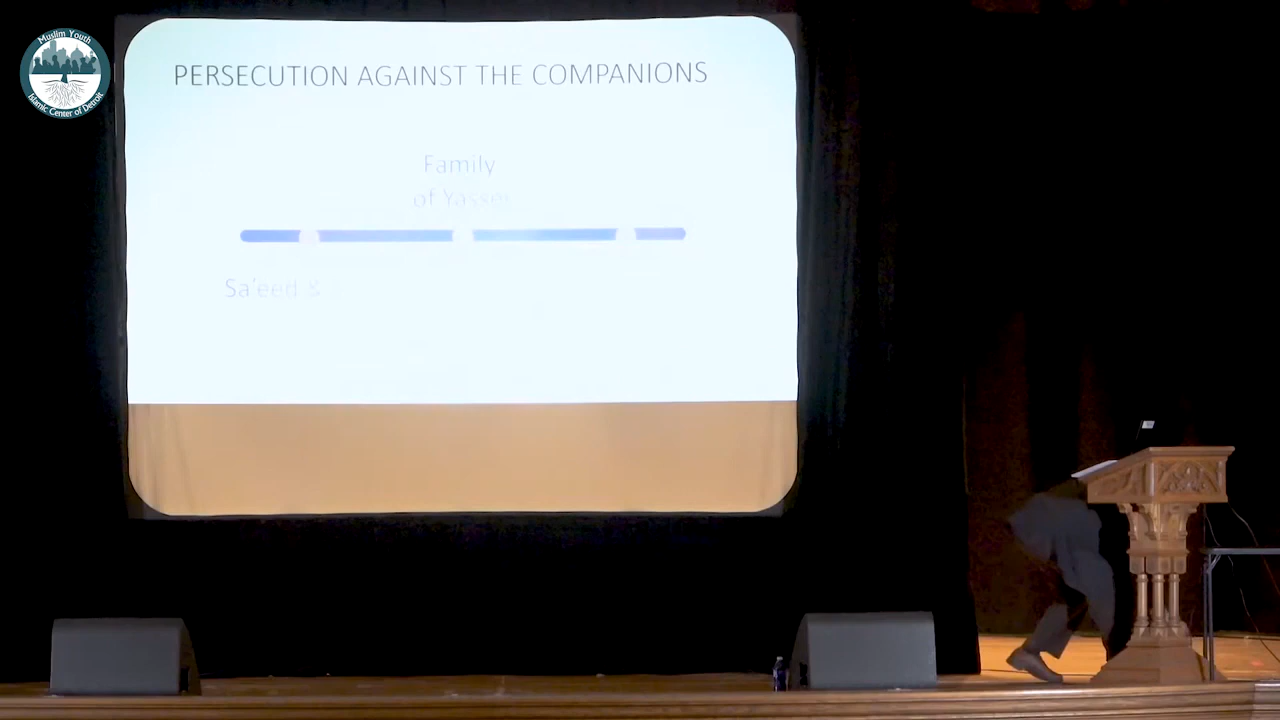 Muslim Youth
Islamic Center of Detroit
PERSECUTION AGAINST THE COMPANIONS
Family
of Yasser
Sa'eed &